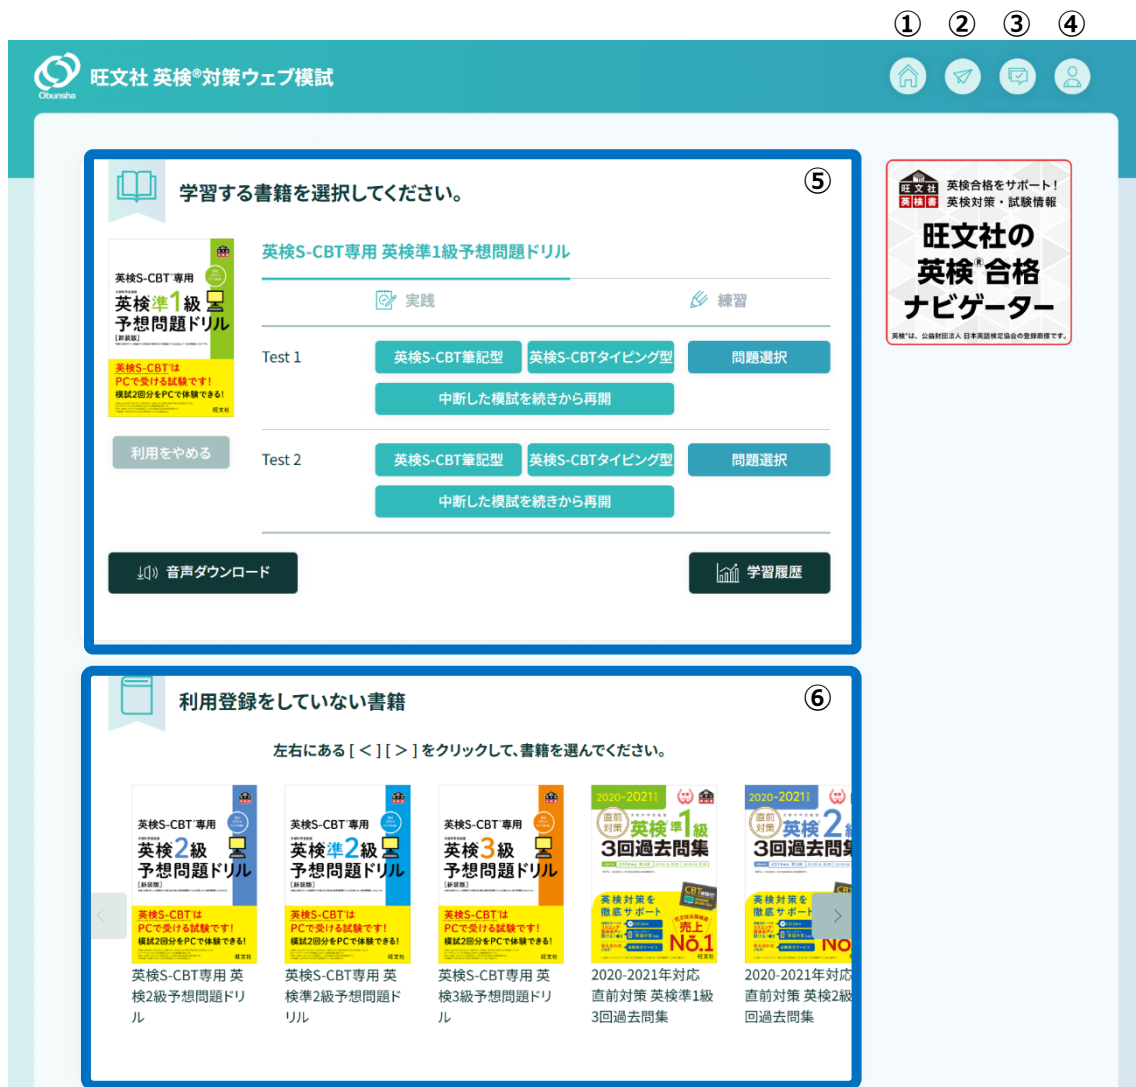 ① ② ③ ④
Obunsha
旺文社 英検®対策ウェブ模試
学習する書籍を選択してください。
⑤
英検S-CBT専用 英検準1級予想問題ドリル
実践
練習
Test 1
英検S-CBT筆記型
英検S-CBTタイピング型
問題選択
中断した模試を続きから再開
Test 2
英検S-CBT筆記型
英検S-CBTタイピング型
問題選択
中断した模試を続きから再開
英検S-CBT専用
英検準1級
予想問題ドリル
[新装版]
英検S-CBTは
PCで受ける試験です!
模試2回分をPCで体験できる!
旺文社
利用をやめる
音声ダウンロード
学習履歴
旺文社
英検書
英検合格をサポート!
英検対策・試験情報
旺文社の
英検®合格
ナビゲーター
英検®は、公益財団法人 日本英語検定協会の登録商標です。
利用登録をしていない書籍
⑥
左右にある [ < ] [ > ] をクリックして、書籍を選んでください。
英検S-CBT専用
英検2級
予想問題ドリル
[新装版]
英検S-CBTは
PCで受ける試験です!
模試2回分をPCで体験できる!
旺文社
英検S-CBT専用 英
検2級予想問題ドリ
ル
英検S-CBT専用
英検準2級
予想問題ドリル
[新装版]
英検S-CBTは
PCで受ける試験です!
模試2回分をPCで体験できる!
旺文社
英検S-CBT専用 英
検準2級予想問題ド
リル
英検S-CBT専用
英検3級
予想問題ドリル
[新装版]
英検S-CBTは
PCで受ける試験です!
模試2回分をPCで体験できる!
旺文社
英検S-CBT専用 英
検3級予想問題ドリ
ル
2020-2021
直前
対策
英検準1級
3回過去問集
英検対策を
徹底サポート
売上
No.1
旺文社
2020-2021年対応
直前対策 英検準1級
3回過去問集
2020-2021
直前
対策
英検2
3回過去問集
英検対策を
徹底サポート
2020-2021年対応
直前対策 英検2級
回過去問集